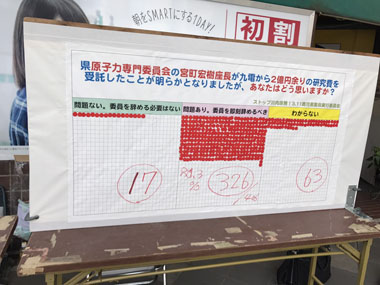 朝をSMARTにする1DAY!
初割
県原子力専門委員会の宮町宏樹座長が九電から2億円余りの研究費を
受託したことが明らかとなりましたが、あなたはどう思いますか?
問題ない。委員を辞める必要はない
問題あり。委員を即刻辞めるべき
わからない
17
326
63